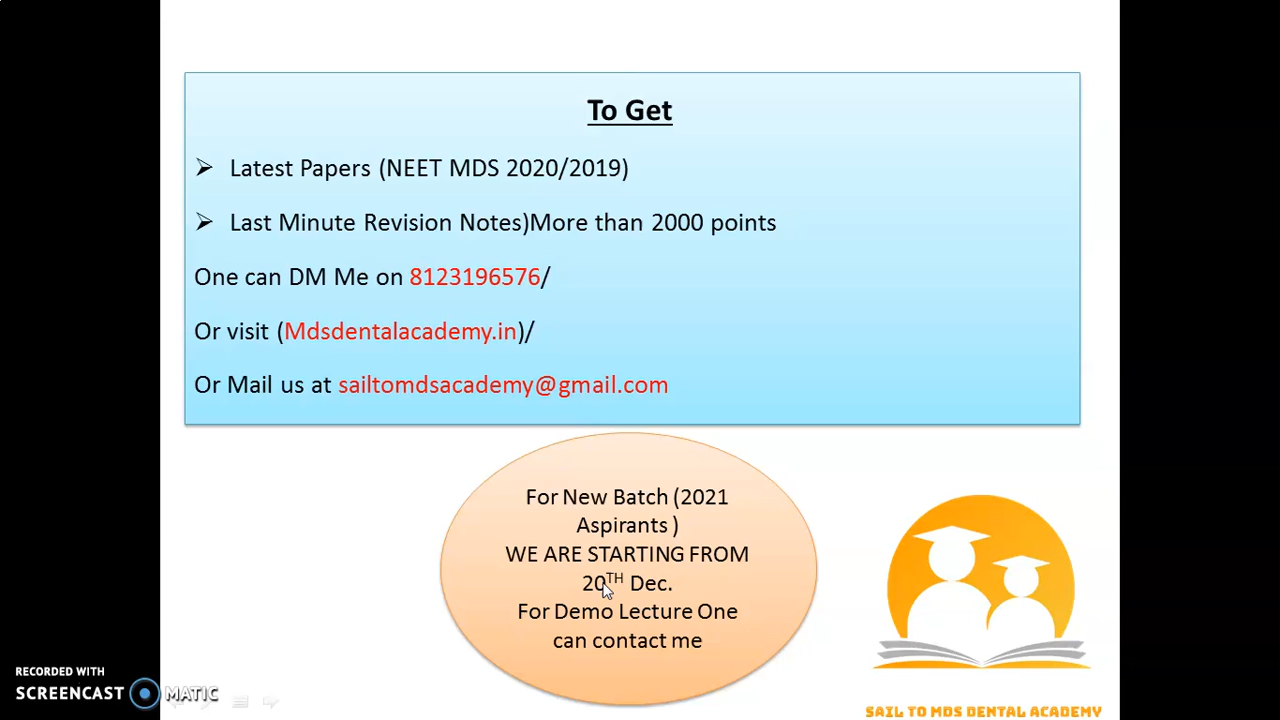 To Get
➢ Latest Papers (NEET MDS 2020/2019)
➢ Last Minute Revision Notes)More than 2000 points
One can DM Me on 8123196576/
Or visit (Mdsdentalacademy.in)/
Or Mail us at sailtomdsacademy@gmail.com
For New Batch (2021
Aspirants )
WE ARE STARTING FROM
20TH Dec.
For Demo Lecture One
can contact me
SAIL TO MDS DENTAL ACADEMY
RECORDED WITH
SCREENCAST MATIC